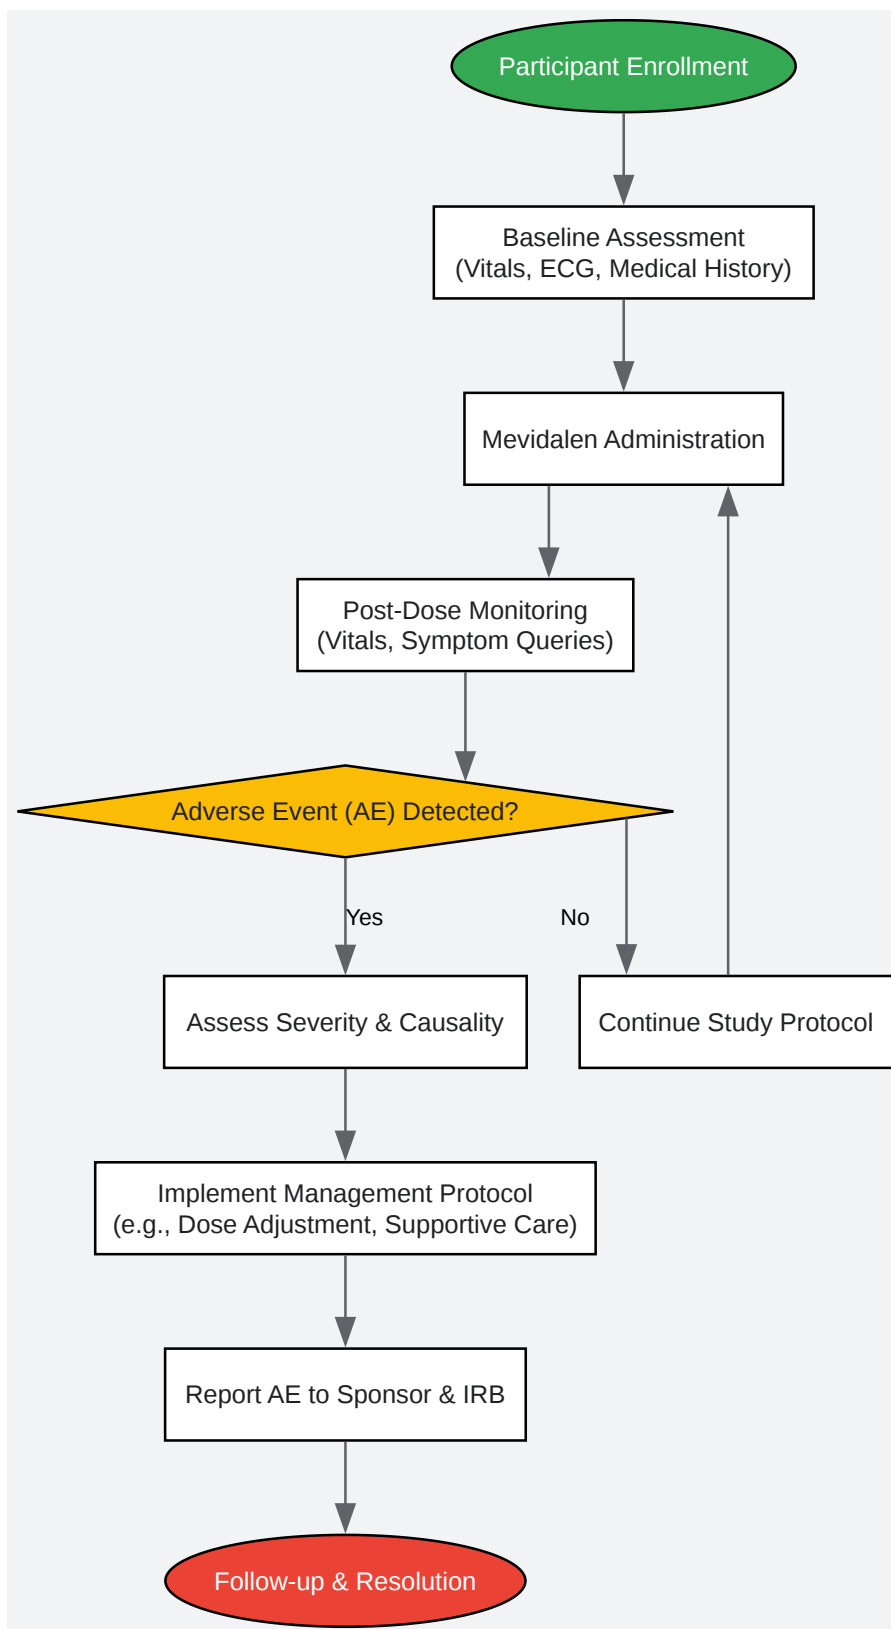 Participant Enrollment
Baseline Assessment
(Vitals, ECG, Medical History)
Mevidalen Administration
Post-Dose Monitoring
(Vitals, Symptom Queries)
Adverse Event (AE) Detected?
Yes
No
Assess Severity & Causality
Continue Study Protocol
Implement Management Protocol
(e.g., Dose Adjustment, Supportive Care)
Report AE to Sponsor & IRB
Follow-up & Resolution